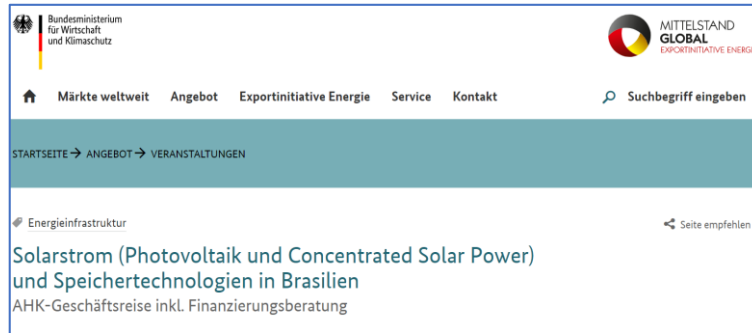 Bundesministerium
für Wirtschaft
und Klimaschutz
MITTELSTAND
GLOBAL
EXPORTINITIATIVE ENERGIE
Märkte weltweit Angebot Exportinitiative Energie Service Kontakt Suchbegriff eingeben
STARTSEITE → ANGEBOT → VERANSTALTUNGEN
Energieinfrastruktur Seite empfehlen
Solarstrom (Photovoltaik und Concentrated Solar Power)
und Speichertechnologien in Brasilien
AHK-Geschäftsreise inkl. Finanzierungsberatung